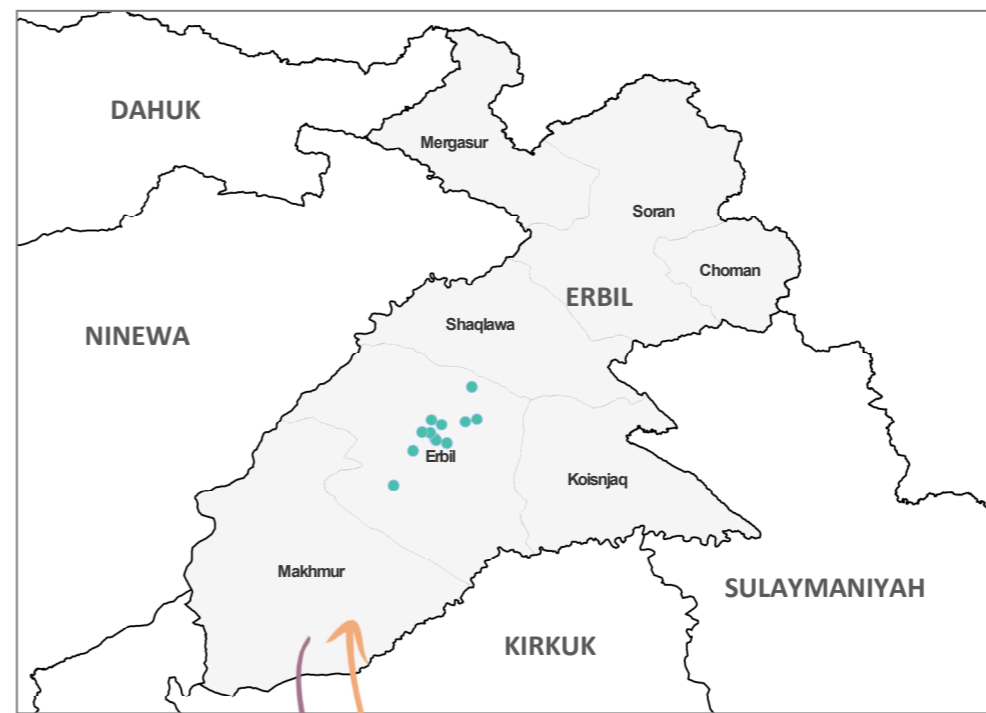 DAHUK
Mergasur
Soran
Choman
ERBIL
Shaqlawa
NINEWA
Erbil
Koisnjaq
Makhmur
SULAYMANIYAH
KIRKUK